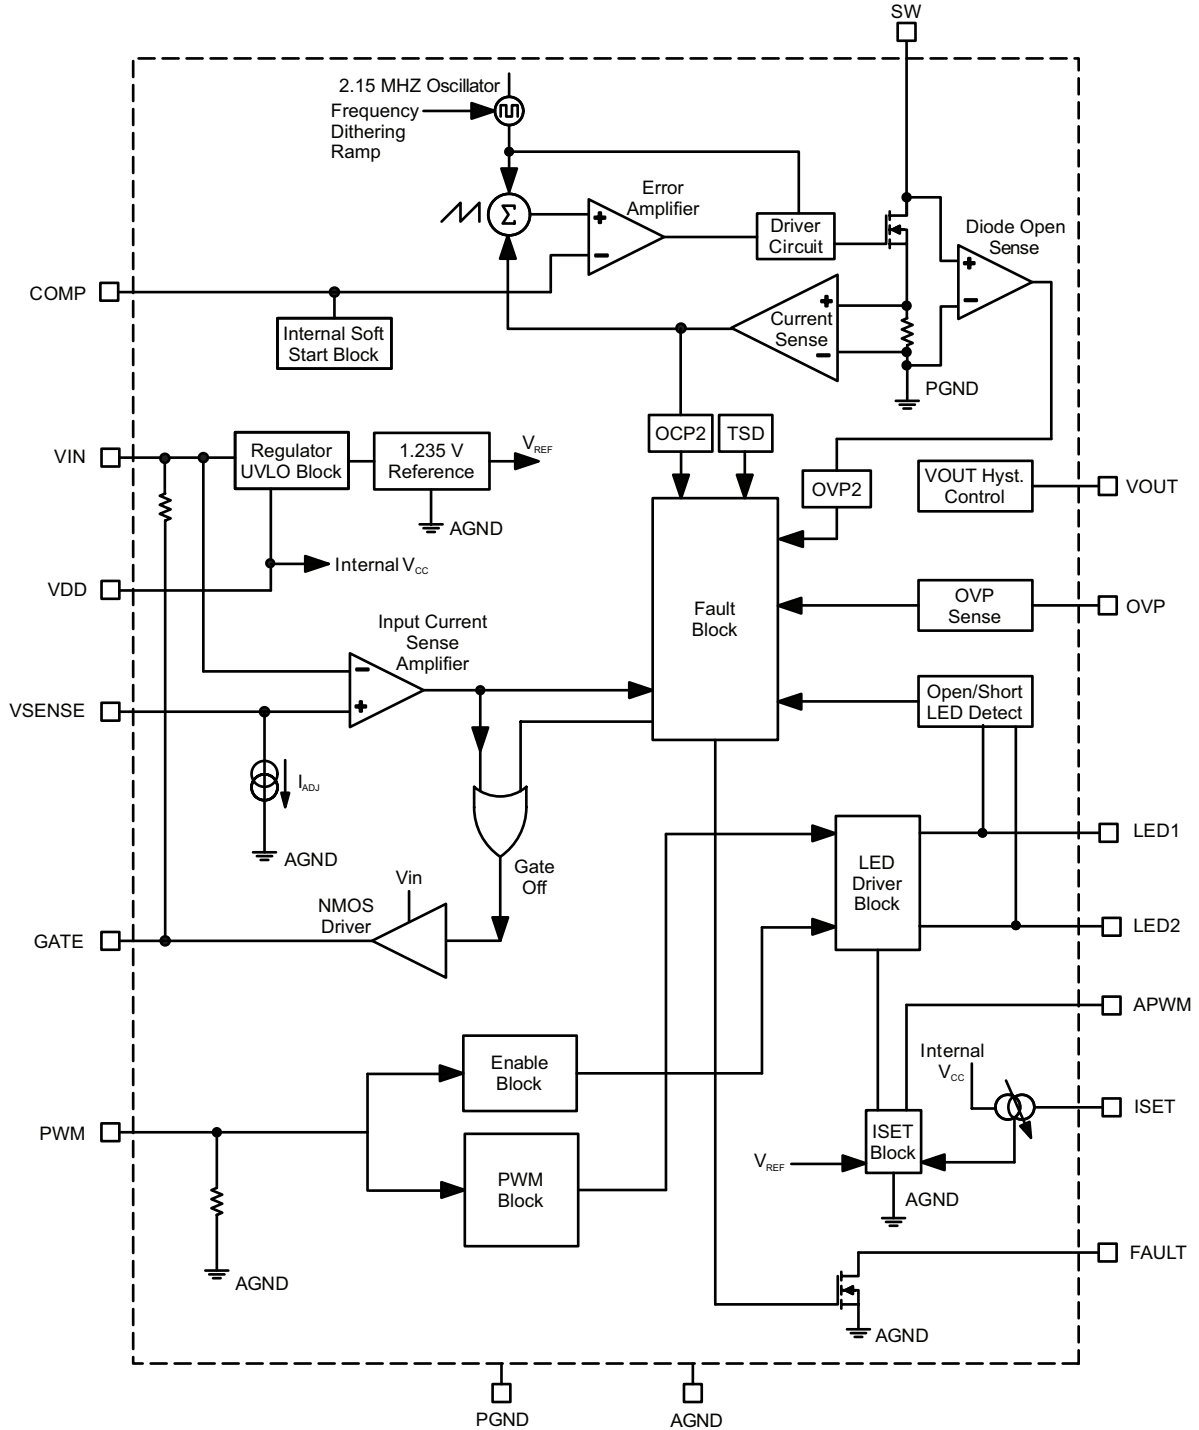 SW
2.15 MHZ Oscillator
Frequency
Dithering
Ramp
Σ
+
−
Error
Amplifier
Driver
Circuit
Diode Open
Sense
+
−
COMP
Internal Soft
Start Block
Current
Sense
+
−
PGND
VIN
Regulator
UVLO Block
1.235 V
Reference
VREF
AGND
OCP2
TSD
OVP2
VOUT Hyst.
Control
VOUT
VDD
Internal VCC
Fault
Block
OVP
Sense
OVP
Input Current
Sense
Amplifier
−
+
VSENSE
Open/Short
LED Detect
IADJ
AGND
Gate
Off
LED
Driver
Block
LED1
LED2
Vin
NMOS
Driver
GATE
APWM
Enable
Block
Internal
VCC
ISET
PWM
PWM
Block
ISET
Block
VREF
AGND
AGND
FAULT
AGND
PGND
AGND